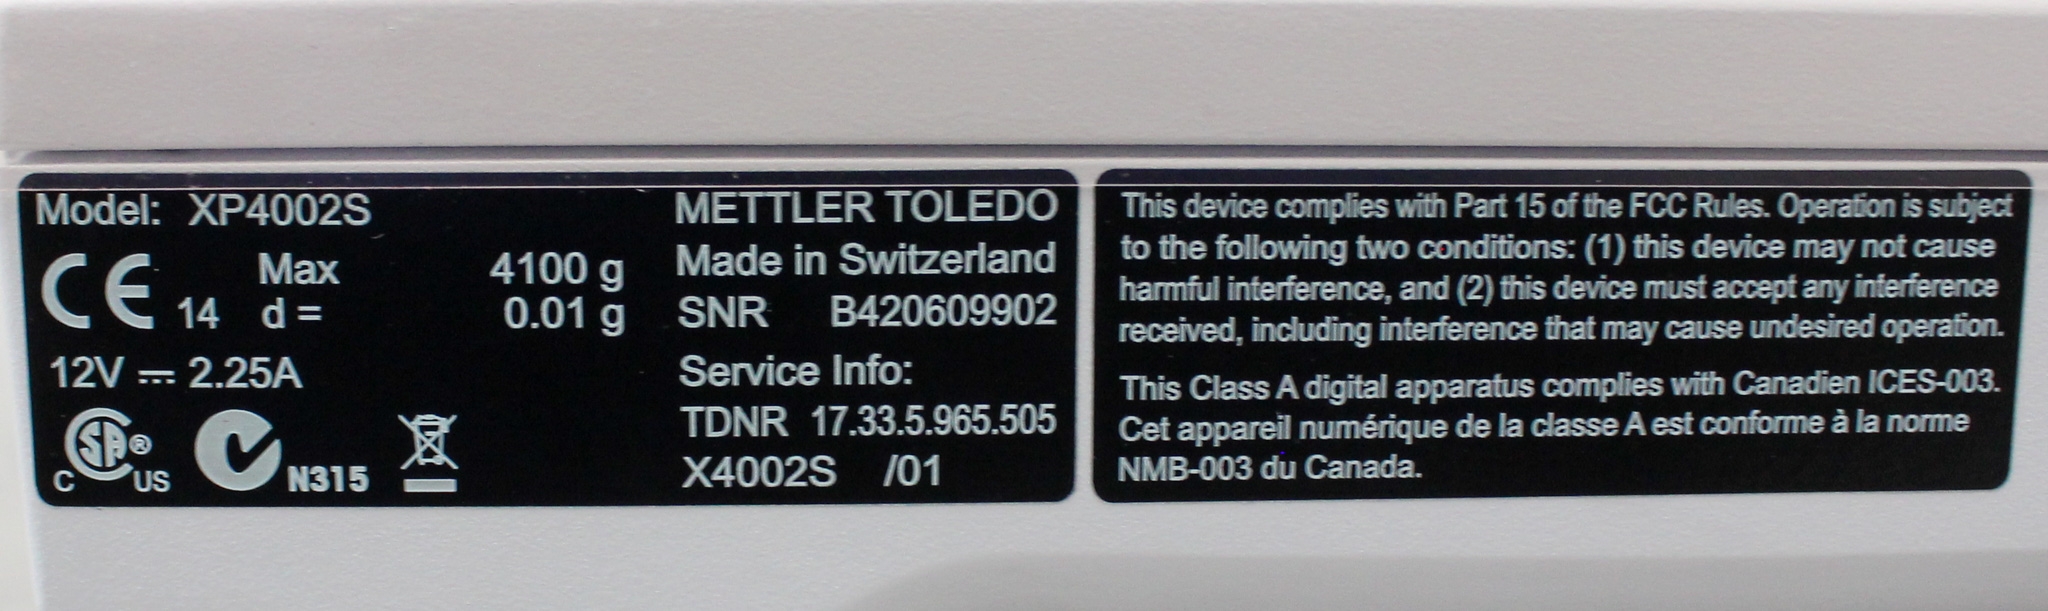 Model: XP4002S
CE 14
Max 4100 g
d = 0.01 g
12V ⎓ 2.25A
C SA® US
N315
METTLER TOLEDO
Made in Switzerland
SNR B420609902
Service Info:
TDNR 17.33.5.965.505
X4002S /01
This device complies with Part 15 of the FCC Rules. Operation is subject
to the following two conditions: (1) this device may not cause
harmful interference, and (2) this device must accept any interference
received, including interference that may cause undesired operation.
This Class A digital apparatus complies with Canadien ICES-003.
Cet appareil numérique de la classe A est conforme à la norme
NMB-003 du Canada.